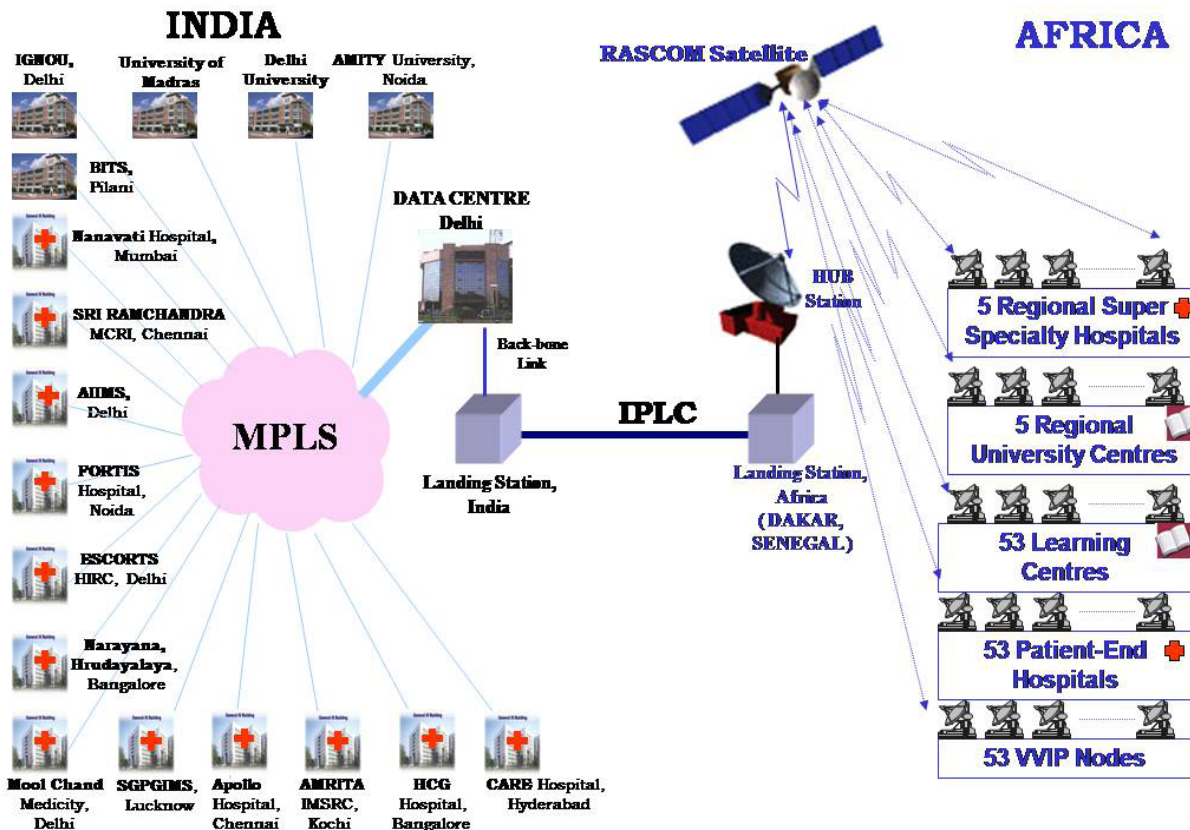 INDIA
IGNOU,
Delhi
University of
Madras
Delhi
University
AMITY University,
Noida
BITS,
Pilani
Nanavati Hospital,
Mumbai
SRI RAMCHANDRA
MCRI, Chennai
AIIMS,
Delhi
FORTIS
Hospital,
Noida
ESCORTS
HIRC, Delhi
Narayana,
Hrudayalaya,
Bangalore
Mool Chand
Medicity,
Delhi
SGPGIMS,
Lucknow
Apollo
Hospital,
Chennai
AMRITA
IMSRC,
Kochi
HCG
Hospital,
Bangalore
CARE Hospital,
Hyderabad
MPLS
DATA CENTRE
Delhi
Back-bone
Link
Landing Station,
India
IPLC
RASCOM Satellite
AFRICA
HUB
Station
Landing Station,
Africa
(DAKAR,
SENEGAL)
5 Regional Super
Specialty Hospitals
5 Regional
University Centres
53 Learning
Centres
53 Patient-End
Hospitals
53 VVIP Nodes